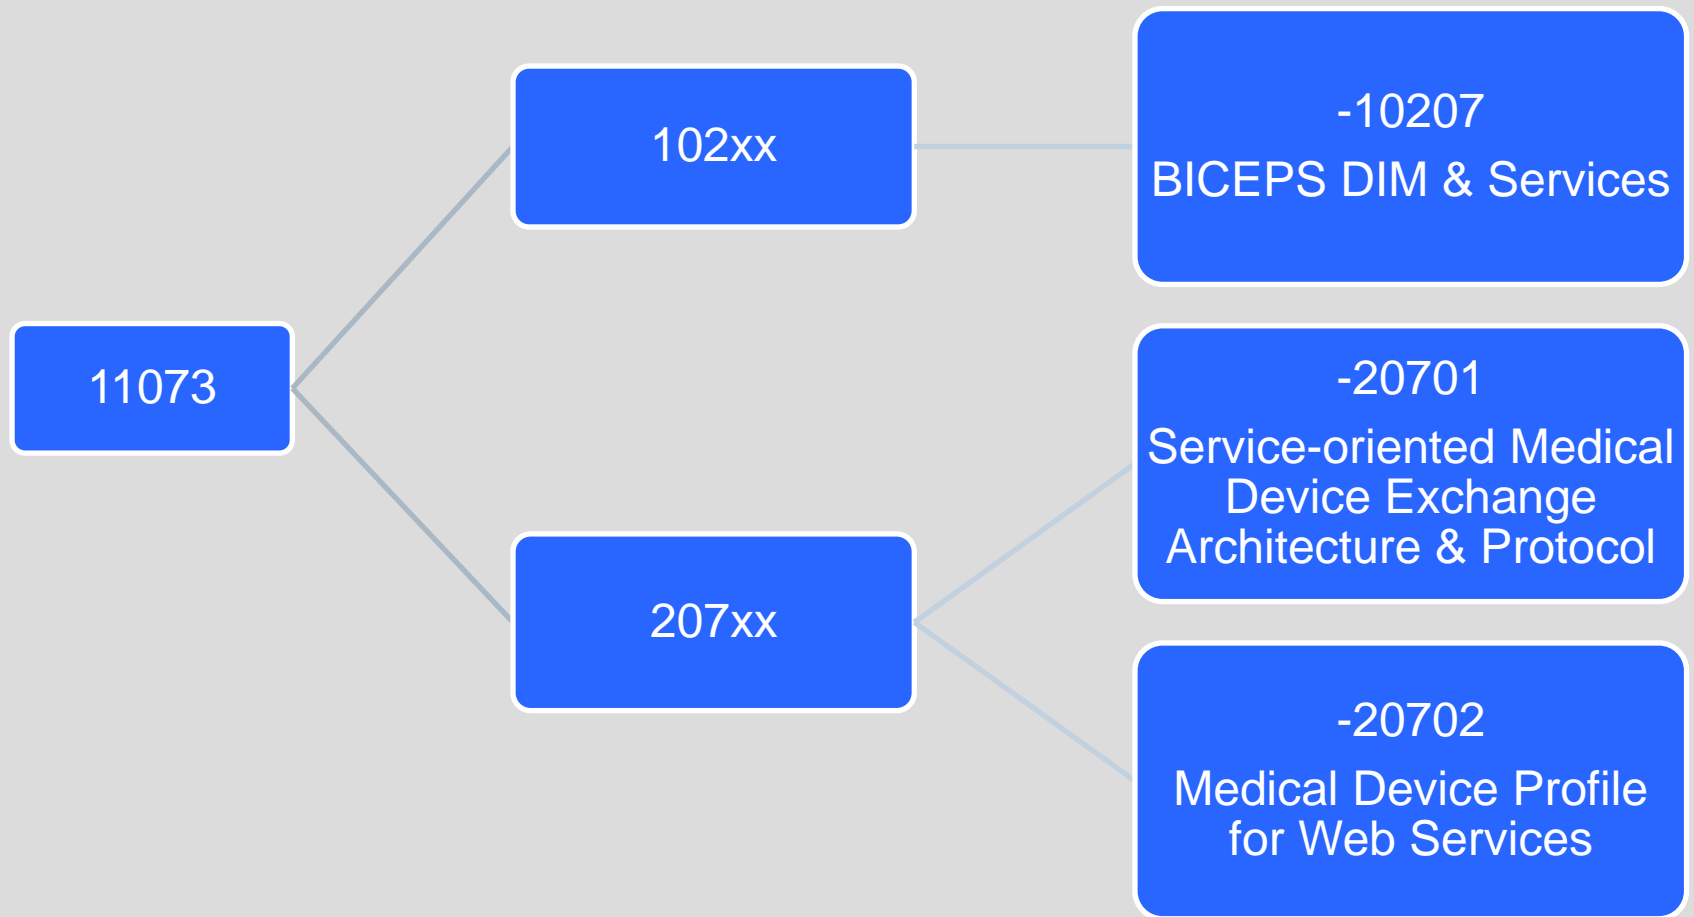 11073
102xx
207xx
-10207
BICEPS DIM & Services
-20701
Service-oriented Medical
Device Exchange
Architecture & Protocol
-20702
Medical Device Profile
for Web Services